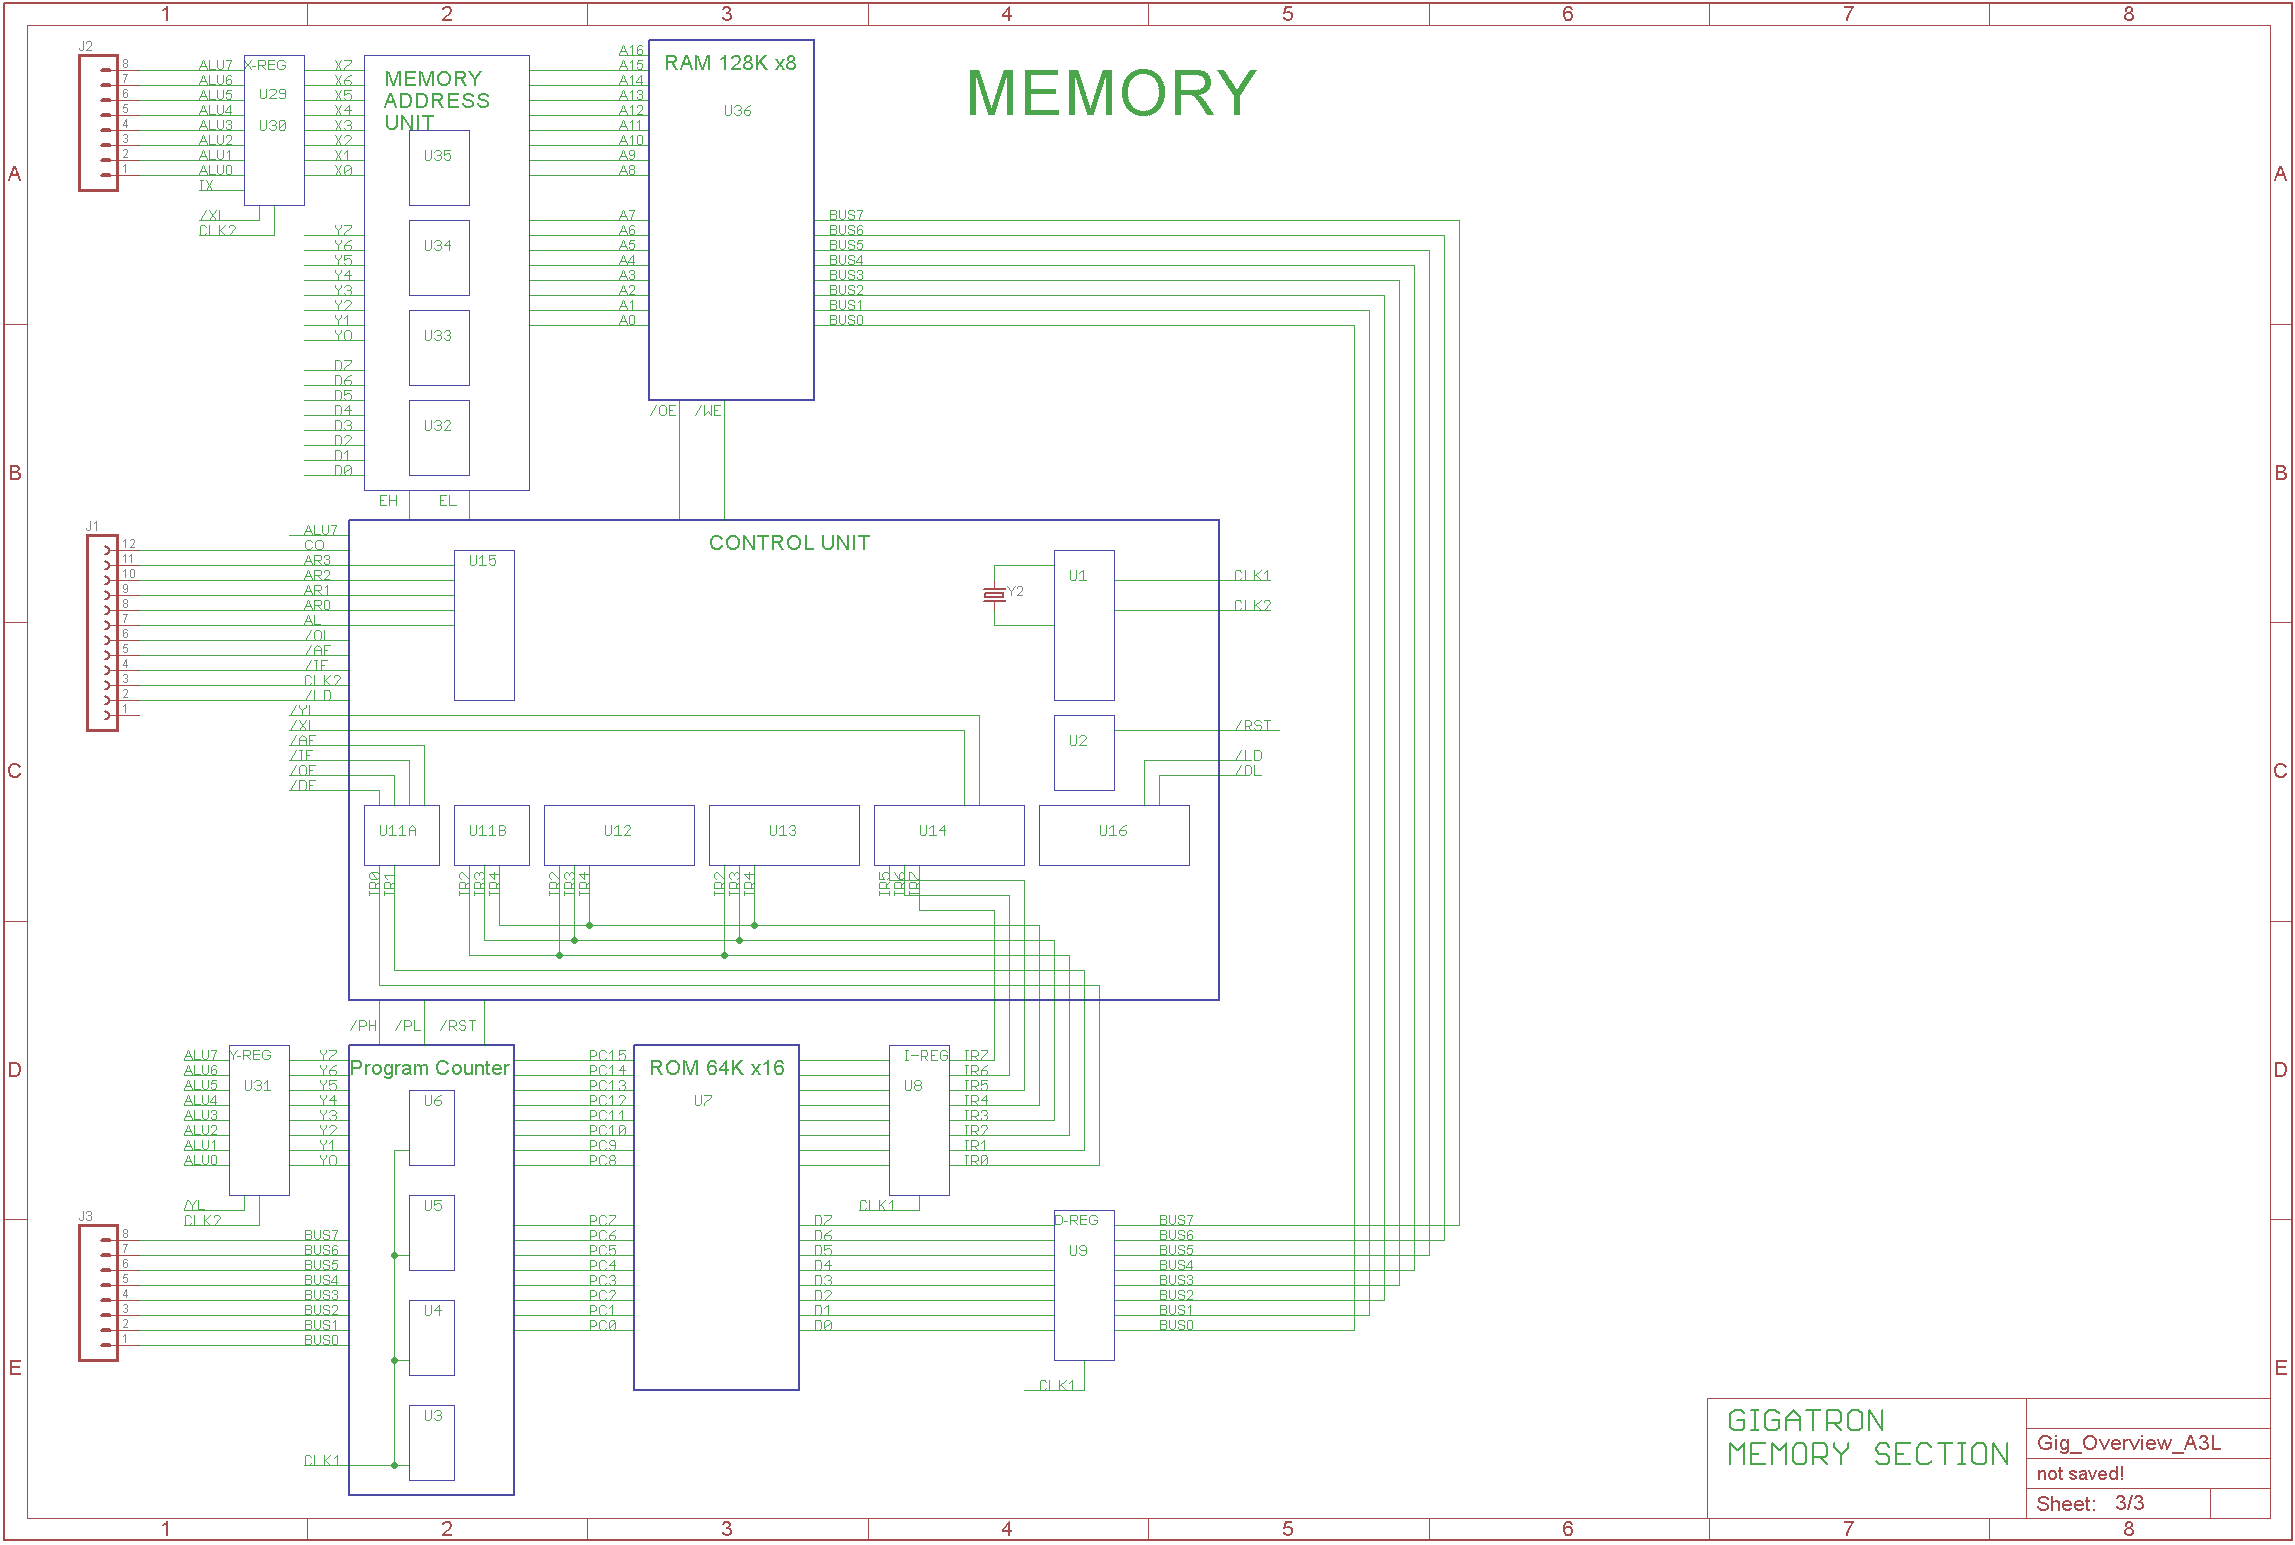 1 2 3 4 5 6 7 8
A
B
C
D
E
MEMORY
J2
8
7
6
5
4
3
2
1
ALU7
ALU6
ALU5
ALU4
ALU3
ALU2
ALU1
ALU0
IX
/XI
CLK2
X-REG
U29
U30
X7
X6
X5
X4
X3
X2
X1
X0
Y7
Y6
Y5
Y4
Y3
Y2
Y1
Y0
D7
D6
D5
D4
D3
D2
D1
D0
MEMORY
ADDRESS
UNIT
U35
U34
U33
U32
EH EL
A16
A15
A14
A13
A12
A11
A10
A9
A8
A7
A6
A5
A4
A3
A2
A1
A0
RAM 128K x8
U36
/OE /WE
BUS7
BUS6
BUS5
BUS4
BUS3
BUS2
BUS1
BUS0
J1
12
11
10
9
8
7
6
5
4
3
2
1
ALU7
CO
AR3
AR2
AR1
AR0
AL
/OL
/AE
/IE
CLK2
/LD
/YI
/XI
/AE
/IE
/OE
/DE
CONTROL UNIT
U15
Y2
U1
U2
CLK1
CLK2
/RST
/LD
/DL
U11A U11B U12 U13 U14 U16
IR0 IR1 IR2 IR3 IR4 IR2 IR3 IR4 IR2 IR3 IR4 IR5 IR6 IR7
/PH /PL /RST
ALU7
ALU6
ALU5
ALU4
ALU3
ALU2
ALU1
ALU0
/YL
CLK2
Y-REG
U31
Y7
Y6
Y5
Y4
Y3
Y2
Y1
Y0
Program Counter
U6
U5
U4
U3
CLK1
J3
8
7
6
5
4
3
2
1
BUS7
BUS6
BUS5
BUS4
BUS3
BUS2
BUS1
BUS0
PC15
PC14
PC13
PC12
PC11
PC10
PC9
PC8
PC7
PC6
PC5
PC4
PC3
PC2
PC1
PC0
ROM 64K x16
U7
I-REG
U8
CLK1
IR7
IR6
IR5
IR4
IR3
IR2
IR1
IR0
D7
D6
D5
D4
D3
D2
D1
D0
D-REG
U9
CLK1
BUS7
BUS6
BUS5
BUS4
BUS3
BUS2
BUS1
BUS0
GIGATRON
MEMORY SECTION
Gig_Overview_A3L
not saved!
Sheet: 3/3
A
B
C
D
E
1 2 3 4 5 6 7 8